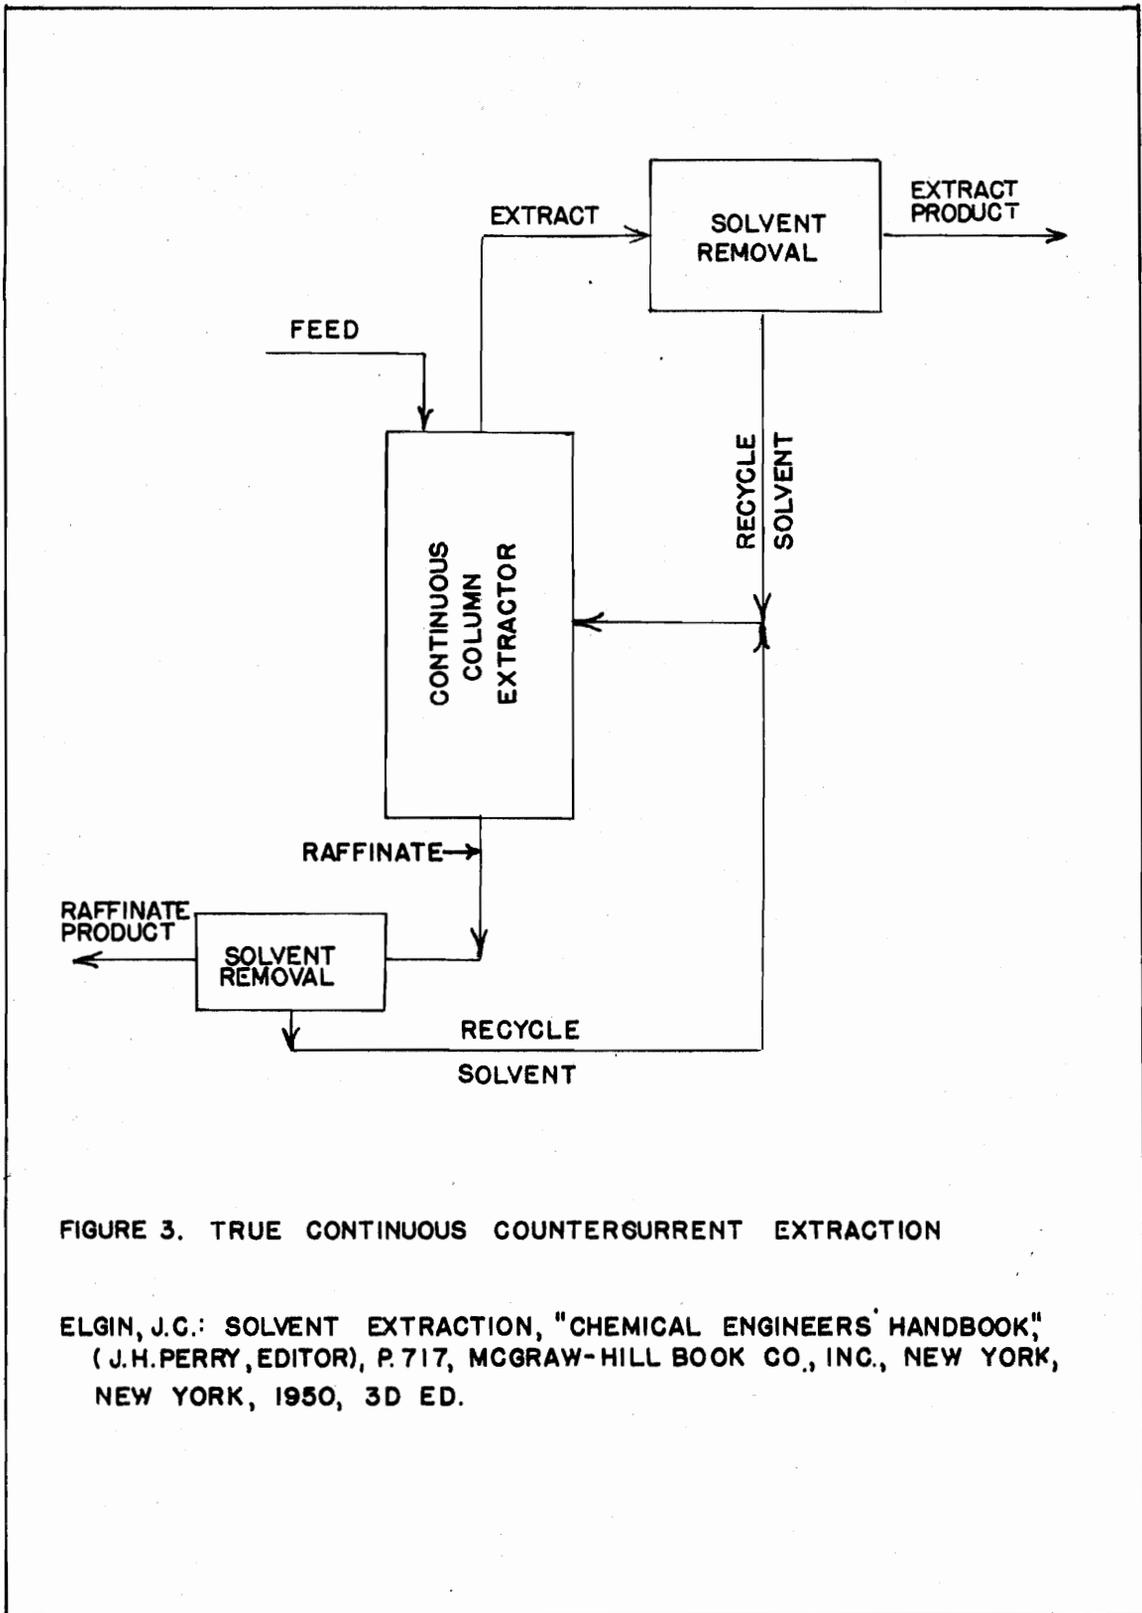 EXTRACT
SOLVENT
REMOVAL
EXTRACT
PRODUCT
FEED
RECYCLE
SOLVENT
CONTINUOUS
COLUMN
EXTRACTOR
RAFFINATE
RAFFINATE
PRODUCT
SOLVENT
REMOVAL
RECYCLE
SOLVENT
FIGURE 3. TRUE CONTINUOUS COUNTERGURRENT EXTRACTION
ELGIN, J.C.: SOLVENT EXTRACTION, "CHEMICAL ENGINEERS' HANDBOOK,"
(J.H.PERRY, EDITOR), P. 717, MCGRAW-HILL BOOK CO., INC., NEW YORK,
NEW YORK, 1950, 3D ED.